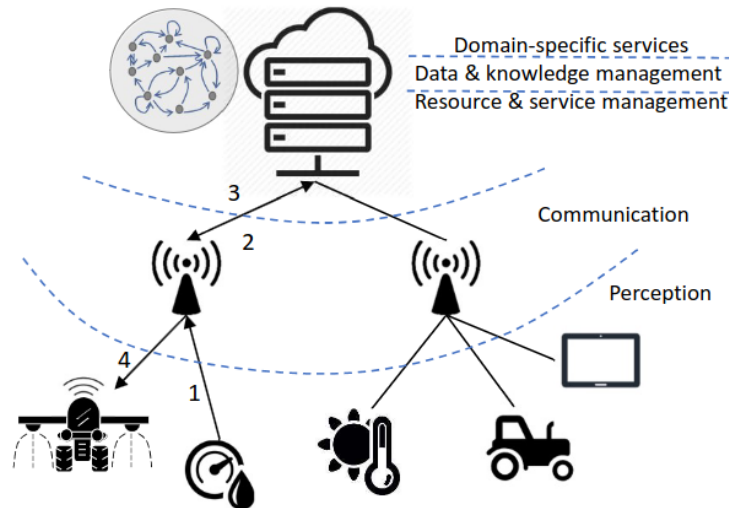 Domain-specific services
Data & knowledge management
Resource & service management
3
2
Communication
Perception
4
1